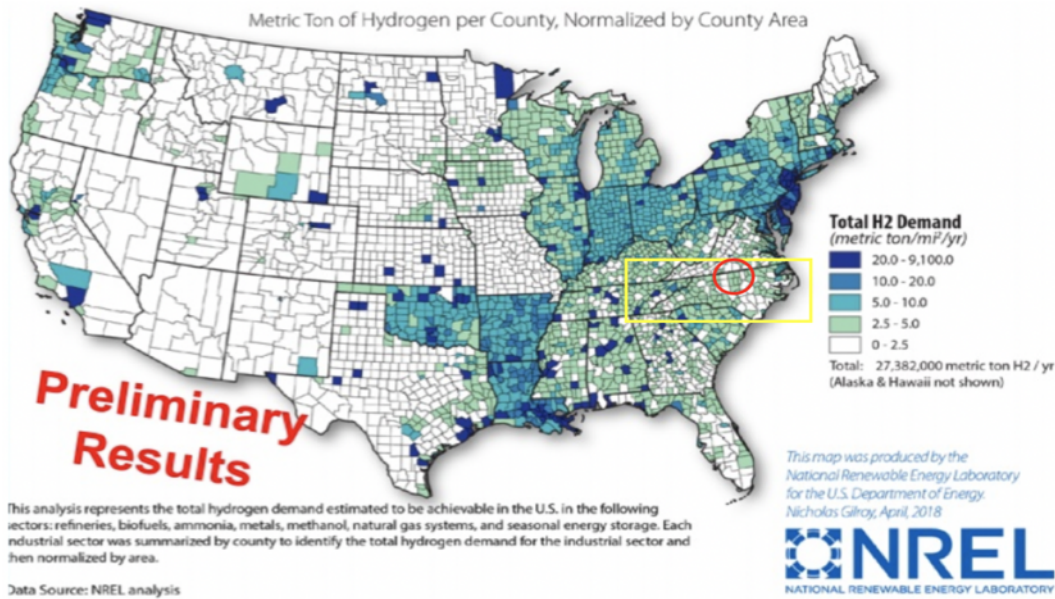 Metric Ton of Hydrogen per County, Normalized by County Area
Total H2 Demand
(metric ton/mi²/yr)
20.0 - 9,100.0
10.0 - 20.0
5.0 - 10.0
2.5 - 5.0
0 - 2.5
Total: 27,382,000 metric ton H2 / yr
(Alaska & Hawaii not shown)
Preliminary
Results
This map was produced by the
National Renewable Energy Laboratory
for the U.S. Department of Energy.
Nicholas Gilroy, April, 2018
This analysis represents the total hydrogen demand estimated to be achievable in the U.S. in the following
sectors: refineries, biofuels, ammonia, metals, methanol, natural gas systems, and seasonal energy storage. Each
industrial sector was summarized by county to identify the total hydrogen demand for the industrial sector and
then normalized by area.
Data Source: NREL analysis
NREL
NATIONAL RENEWABLE ENERGY LABORATORY